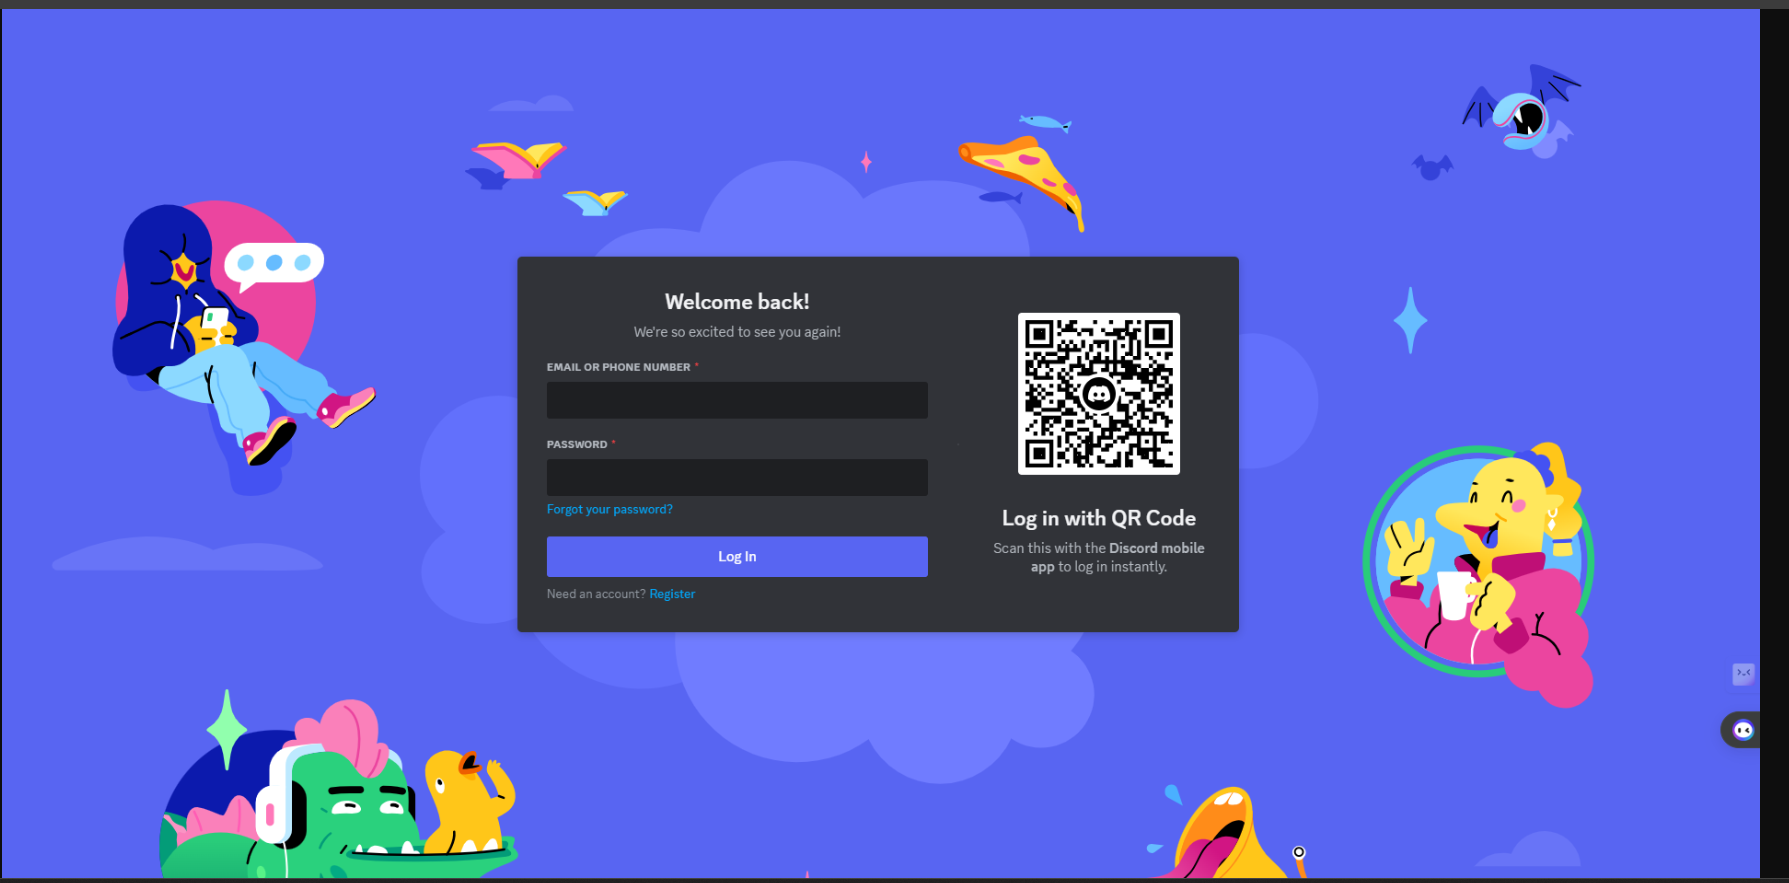 Welcome back!
We're so excited to see you again!
EMAIL OR PHONE NUMBER *
PASSWORD *
Forgot your password?
Log In
Need an account? Register
Log in with QR Code
Scan this with the Discord mobile
app to log in instantly.